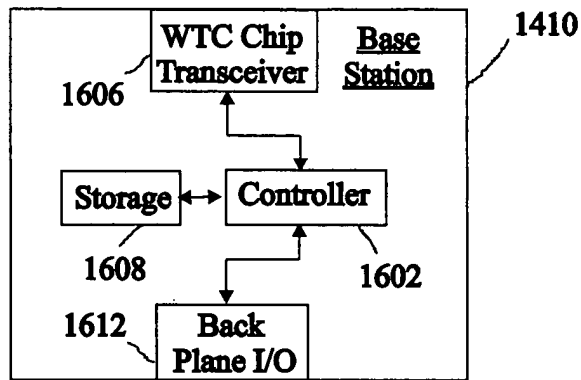 WTC Chip
Transceiver
Base
Station
1410
1606
Storage
Controller
1608
1602
1612
Back
Plane I/O